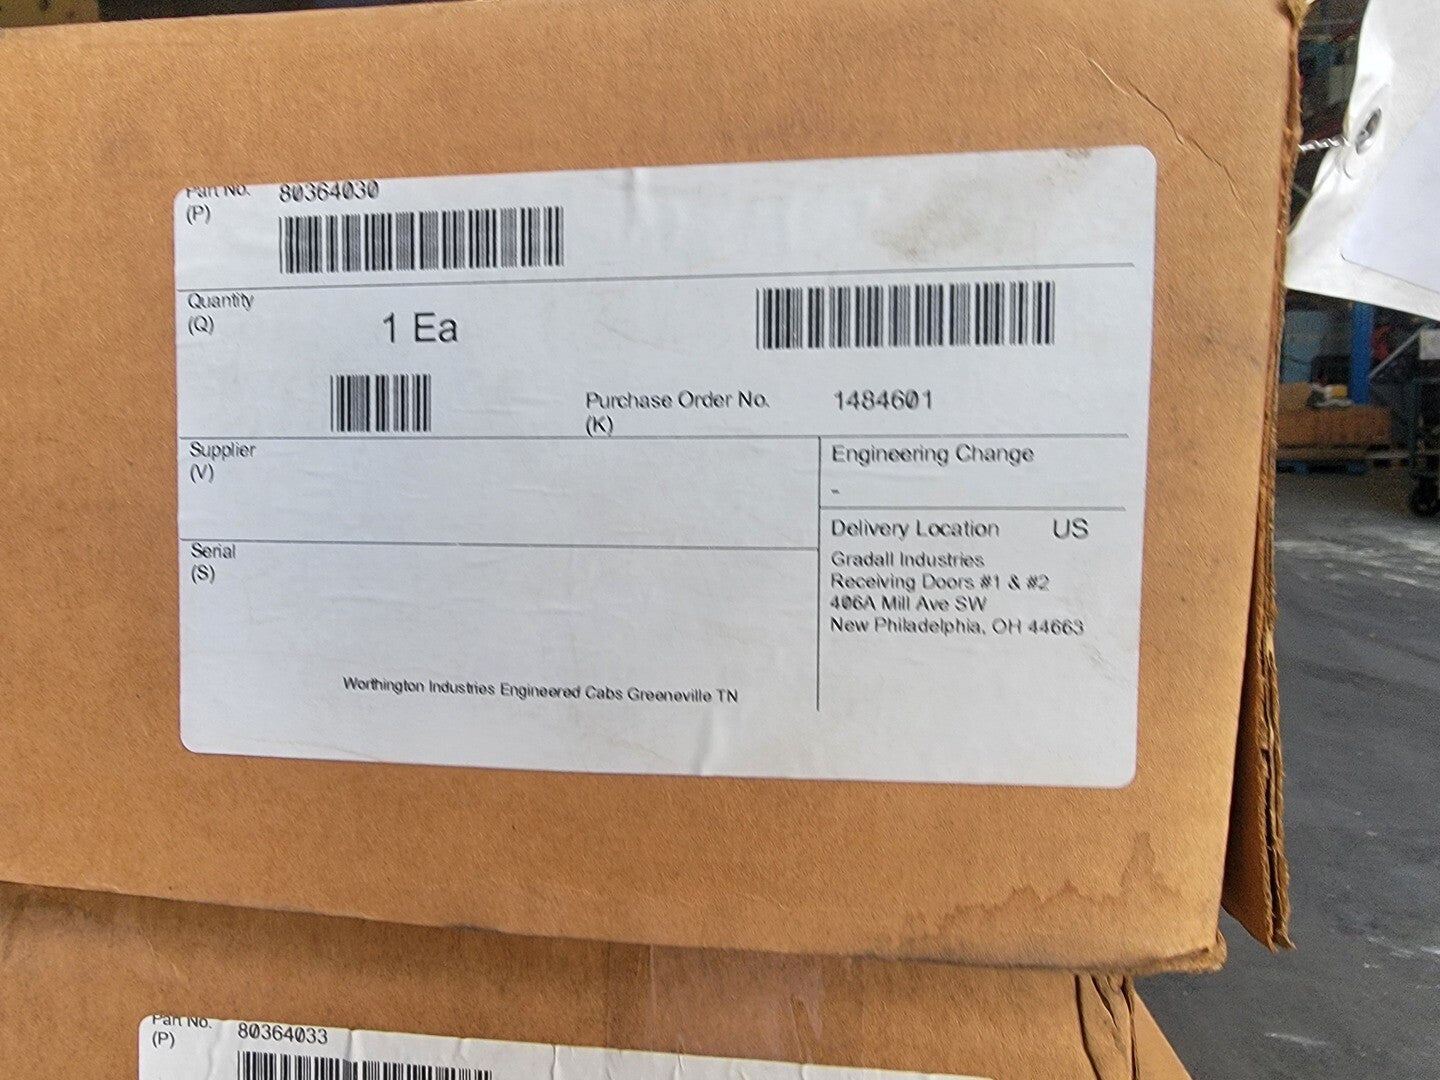 Part No. 80364030
(P)
Quantity
(Q)
1 Ea
Purchase Order No. 1484601
(K)
Supplier
(V)
Engineering Change
-
Delivery Location US
Gradall Industries
Receiving Doors #1 & #2
406A Mill Ave SW
New Philadelphia, OH 44663
Serial
(S)
Worthington Industries Engineered Cabs Greeneville TN
Part No. 80364033
(P)